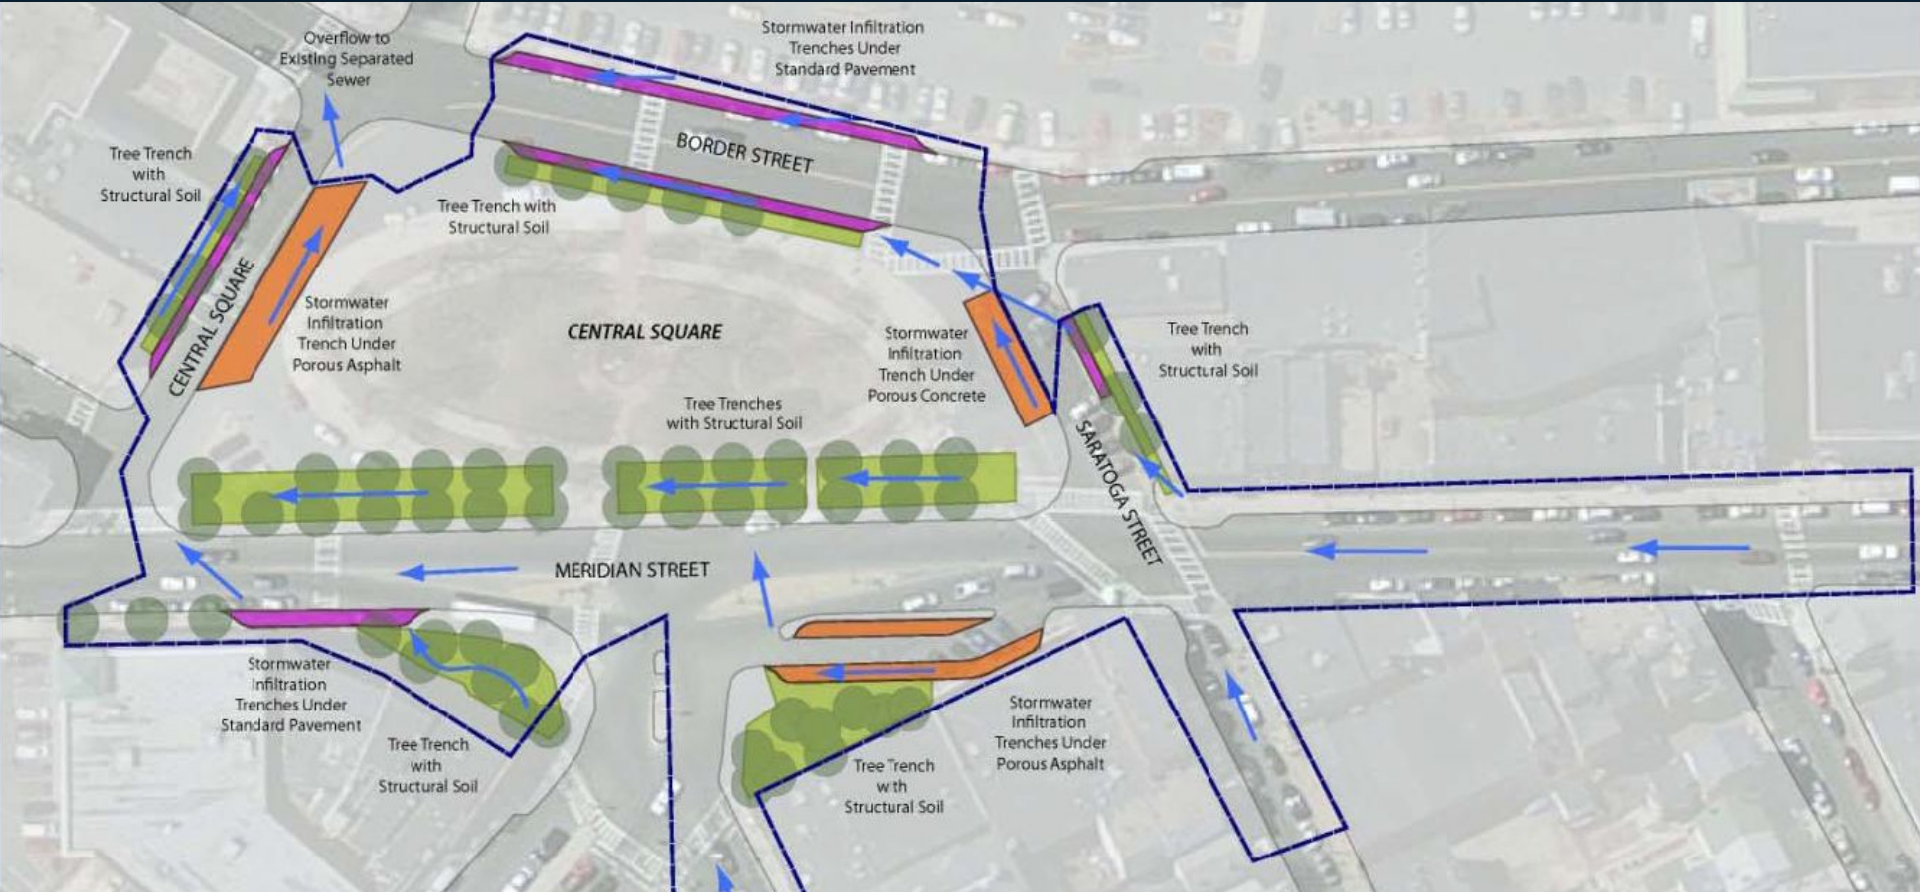 Overflow to
Existing Separated
Sewer
Stormwater Infiltration
Trenches Under
Standard Pavement
BORDER STREET
Tree Trench
with
Structural Soil
Tree Trench with
Structural Soil
CENTRAL SQUARE
Stormwater
Infiltration
Trench Under
Porous Asphalt
CENTRAL SQUARE
Stormwater
Infiltration
Trench Under
Porous Concrete
Tree Trench
with
Structural Soil
Tree Trenches
with Structural Soil
SARATOGA STREET
MERIDIAN STREET
Stormwater
Infiltration
Trenches Under
Standard Pavement
Tree Trench
with
Structural Soil
Tree Trench
with
Structural Soil
Stormwater
Infiltration
Trenches Under
Porous Asphalt